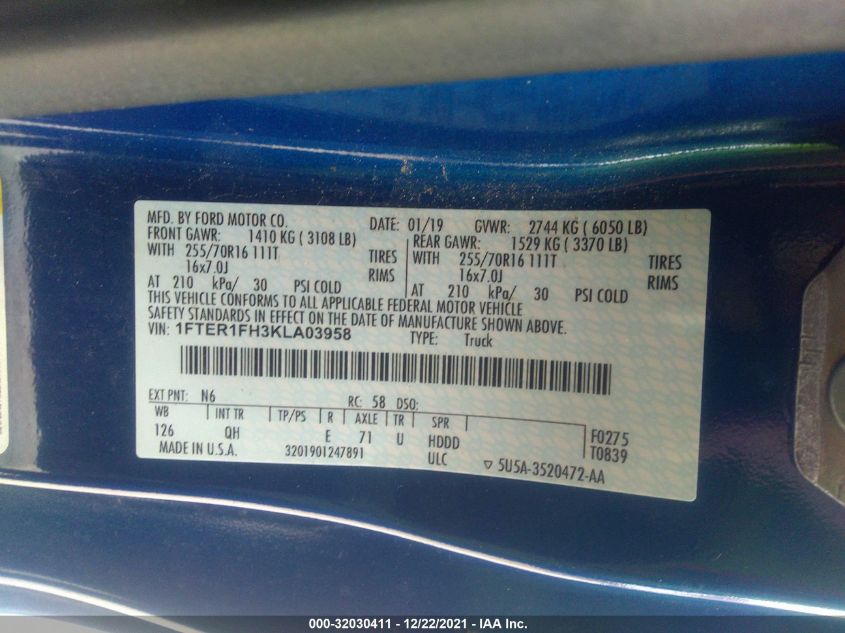 MFD. BY FORD MOTOR CO. DATE: 01/19 GVWR: 2744 KG ( 6050 LB)
FRONT GAWR: 1410 KG ( 3108 LB) REAR GAWR: 1529 KG ( 3370 LB)
WITH 255/70R16 111T TIRES WITH 255/70R16 111T TIRES
16x7.0J RIMS 16x7.0J RIMS
AT 210 kPa/ 30 PSI COLD AT 210 kPa/ 30 PSI COLD
THIS VEHICLE CONFORMS TO ALL APPLICABLE FEDERAL MOTOR VEHICLE
SAFETY STANDARDS IN EFFECT ON THE DATE OF MANUFACTURE SHOWN ABOVE.
VIN: 1FTER1FH3KLA03958 TYPE: Truck
EXT PNT: N6 RC: 58 DSO:
WB INT TR TP/PS R AXLE TR SPR
126 QH E 71 U HDDD F0275
MADE IN U.S.A. 3201901247891 ULC T0839
5U5A-3520472-AA
000-32030411 - 12/22/2021 - IAA Inc.